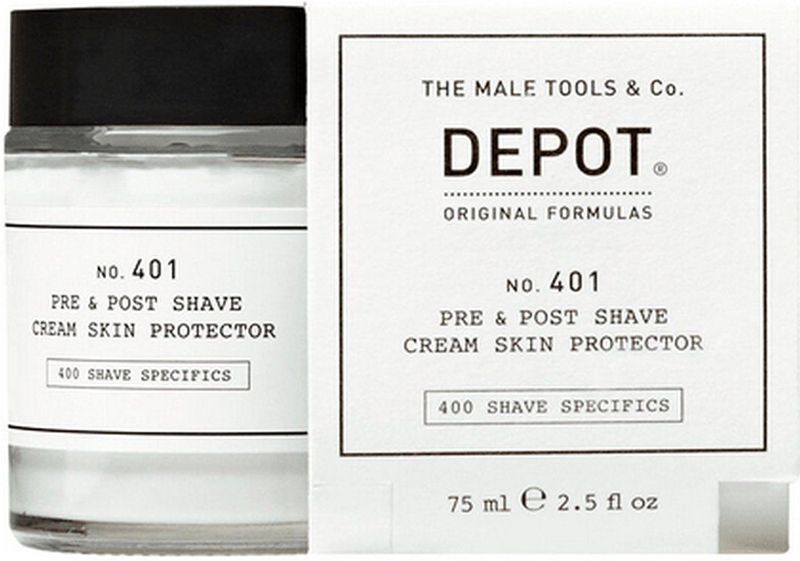 NO. 401
PRE & POST SHAVE
CREAM SKIN PROTECTOR
400 SHAVE SPECIFICS
THE MALE TOOLS & Co.
DEPOT®
ORIGINAL FORMULAS
NO. 401
PRE & POST SHAVE
CREAM SKIN PROTECTOR
400 SHAVE SPECIFICS
75 ml ℮ 2.5 fl oz